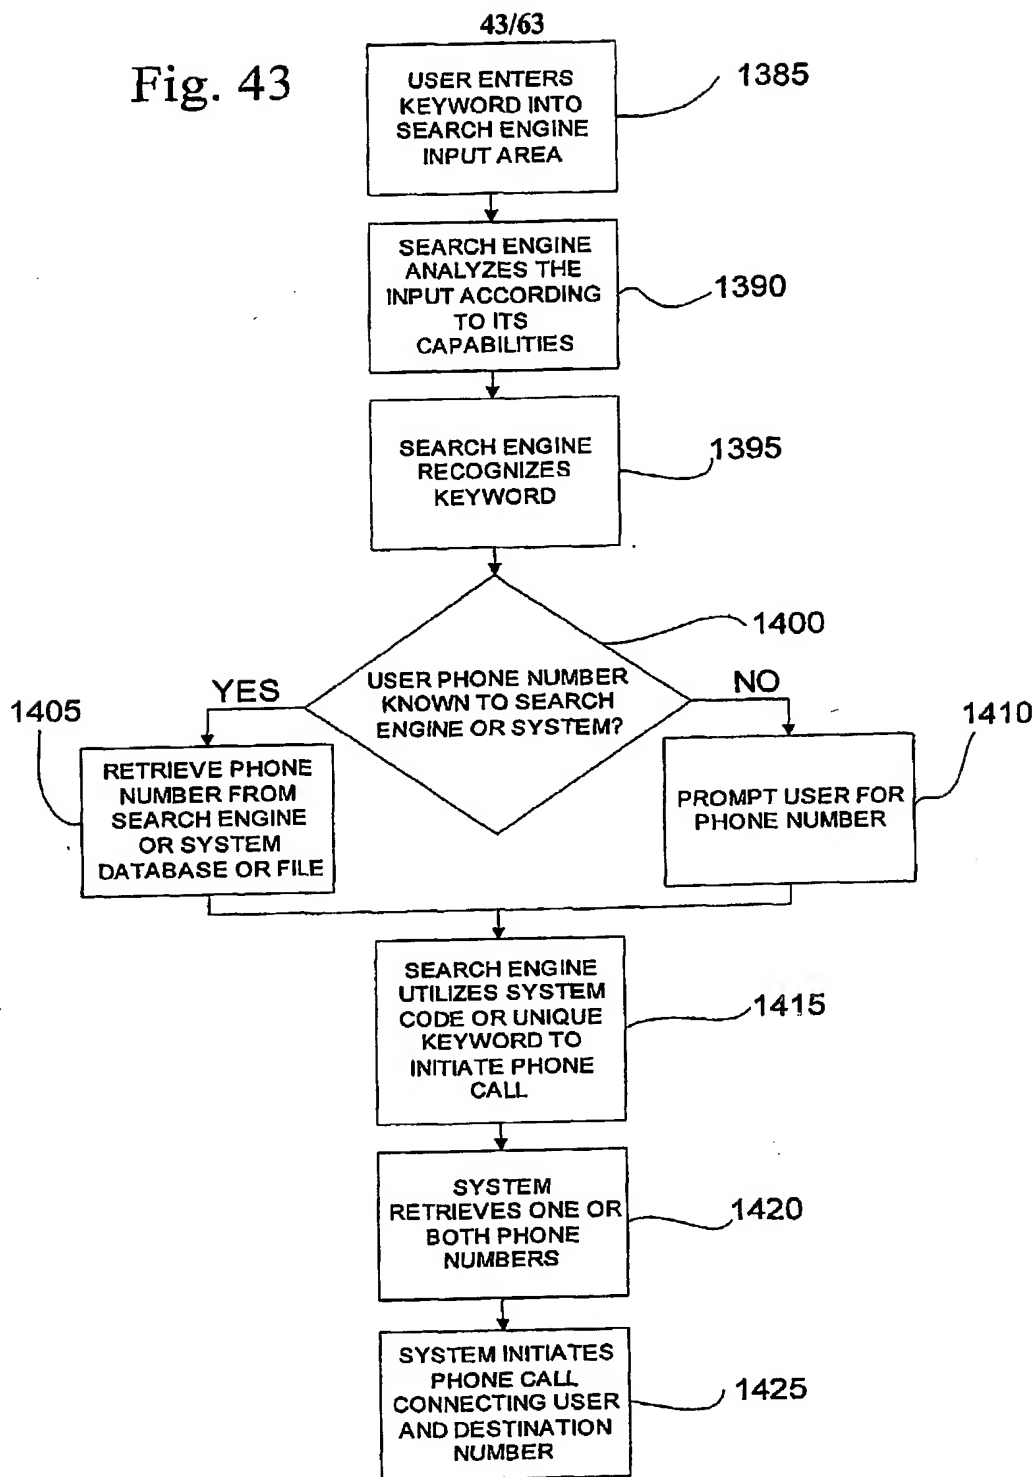 43/63
Fig. 43
USER ENTERS
KEYWORD INTO
SEARCH ENGINE
INPUT AREA
1385
SEARCH ENGINE
ANALYZES THE
INPUT ACCORDING
TO ITS
CAPABILITIES
1390
SEARCH ENGINE
RECOGNIZES
KEYWORD
1395
USER PHONE NUMBER
KNOWN TO SEARCH
ENGINE OR SYSTEM?
1400
YES
NO
1405
RETRIEVE PHONE
NUMBER FROM
SEARCH ENGINE
OR SYSTEM
DATABASE OR FILE
1410
PROMPT USER FOR
PHONE NUMBER
SEARCH ENGINE
UTILIZES SYSTEM
CODE OR UNIQUE
KEYWORD TO
INITIATE PHONE
CALL
1415
SYSTEM
RETRIEVES ONE OR
BOTH PHONE
NUMBERS
1420
SYSTEM INITIATES
PHONE CALL
CONNECTING USER
AND DESTINATION
NUMBER
1425